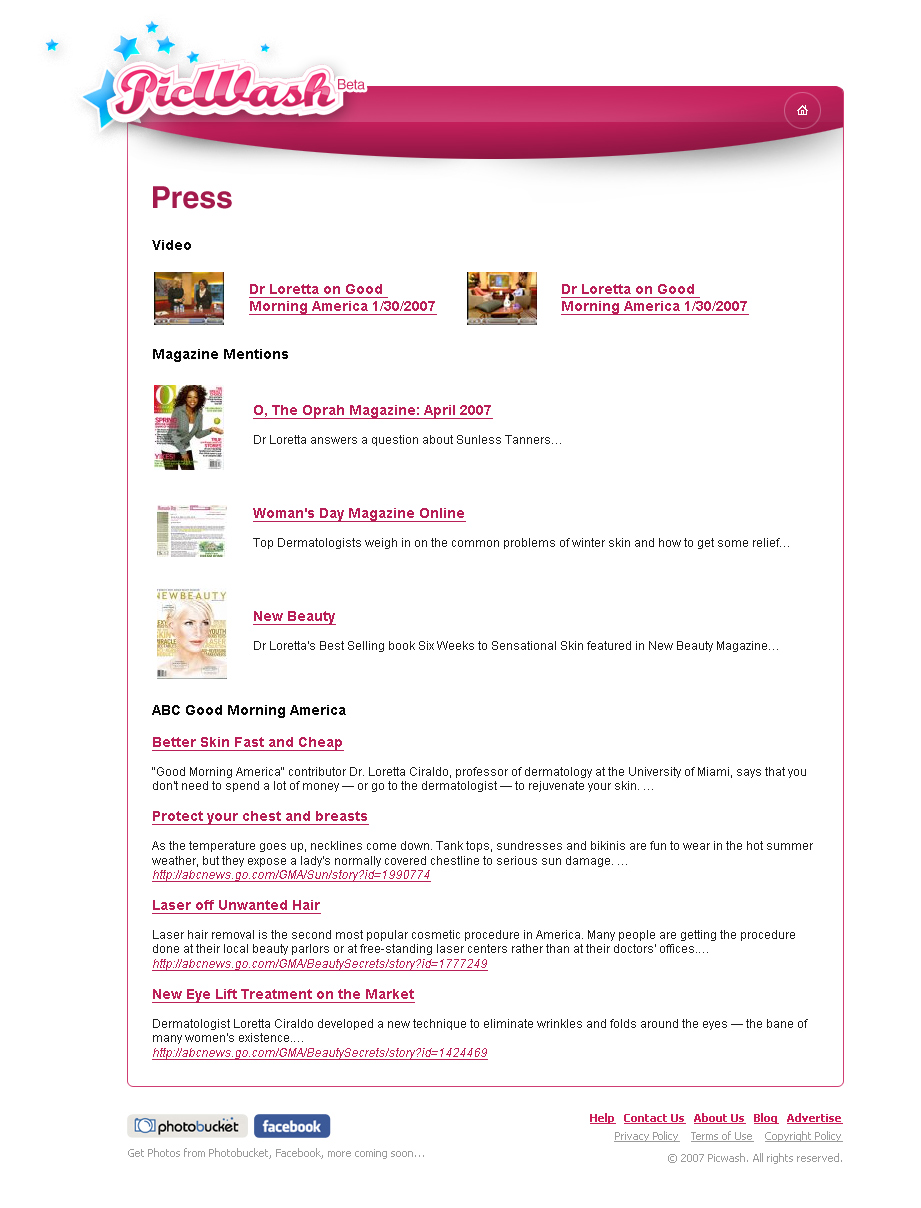 PicWash Beta
Press
Video
Dr Loretta on Good
Morning America 1/30/2007
Dr Loretta on Good
Morning America 1/30/2007
Magazine Mentions
O, The Oprah Magazine: April 2007
Dr Loretta answers a question about Sunless Tanners…
Woman's Day Magazine Online
Top Dermatologists weigh in on the common problems of winter skin and how to get some relief…
NEWBEAUTY
New Beauty
Dr Loretta's Best Selling book Six Weeks to Sensational Skin featured in New Beauty Magazine…
ABC Good Morning America
Better Skin Fast and Cheap
"Good Morning America" contributor Dr. Loretta Ciraldo, professor of dermatology at the University of Miami, says that you
don't need to spend a lot of money — or go to the dermatologist — to rejuvenate your skin. …
Protect your chest and breasts
As the temperature goes up, necklines come down. Tank tops, sundresses and bikinis are fun to wear in the hot summer
weather, but they expose a lady's normally covered chestline to serious sun damage. …
http://abcnews.go.com/GMA/Sun/story?id=1990774
Laser off Unwanted Hair
Laser hair removal is the second most popular cosmetic procedure in America. Many people are getting the procedure
done at their local beauty parlors or at free-standing laser centers rather than at their doctors' offices.…
http://abcnews.go.com/GMA/BeautySecrets/story?id=1777249
New Eye Lift Treatment on the Market
Dermatologist Loretta Ciraldo developed a new technique to eliminate wrinkles and folds around the eyes — the bane of
many women's existence.…
http://abcnews.go.com/GMA/BeautySecrets/story?id=1424469
photobucket facebook
Get Photos from Photobucket, Facebook, more coming soon...
Help Contact Us About Us Blog Advertise
Privacy Policy Terms of Use Copyright Policy
© 2007 Picwash. All rights reserved.